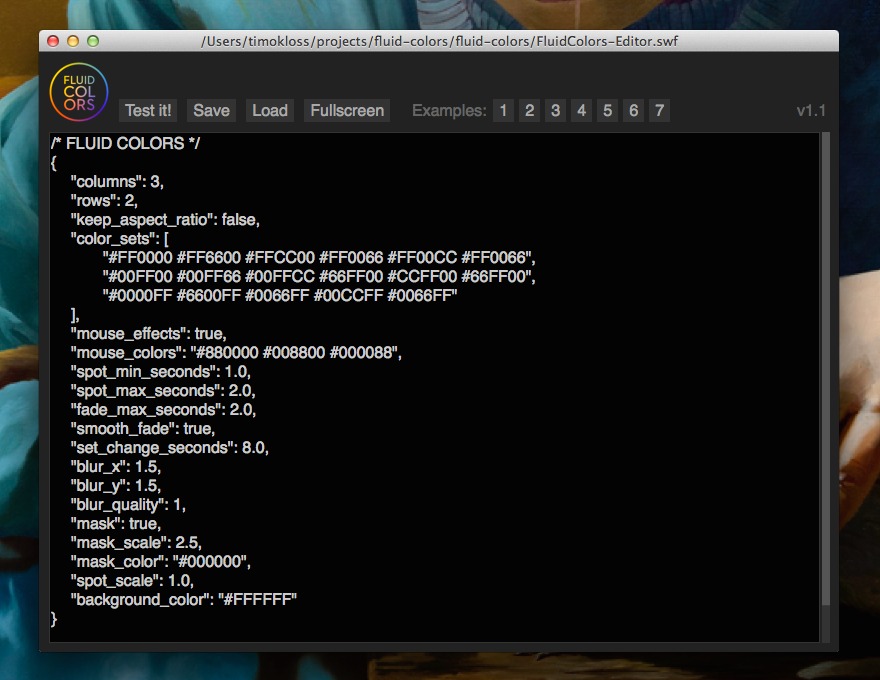 /Users/timokloss/projects/fluid-colors/fluid-colors/FluidColors-Editor.swf
FLUID
COL
ORS
Test it! Save Load Fullscreen Examples: 1 2 3 4 5 6 7 v1.1
/* FLUID COLORS */
{
"columns": 3,
"rows": 2,
"keep_aspect_ratio": false,
"color_sets": [
"#FF0000 #FF6600 #FFCC00 #FF0066 #FF00CC #FF0066",
"#00FF00 #00FF66 #00FFCC #66FF00 #CCFF00 #66FF00",
"#0000FF #6600FF #0066FF #00CCFF #0066FF"
],
"mouse_effects": true,
"mouse_colors": "#880000 #008800 #000088",
"spot_min_seconds": 1.0,
"spot_max_seconds": 2.0,
"fade_max_seconds": 2.0,
"smooth_fade": true,
"set_change_seconds": 8.0,
"blur_x": 1.5,
"blur_y": 1.5,
"blur_quality": 1,
"mask": true,
"mask_scale": 2.5,
"mask_color": "#000000",
"spot_scale": 1.0,
"background_color": "#FFFFFF"
}